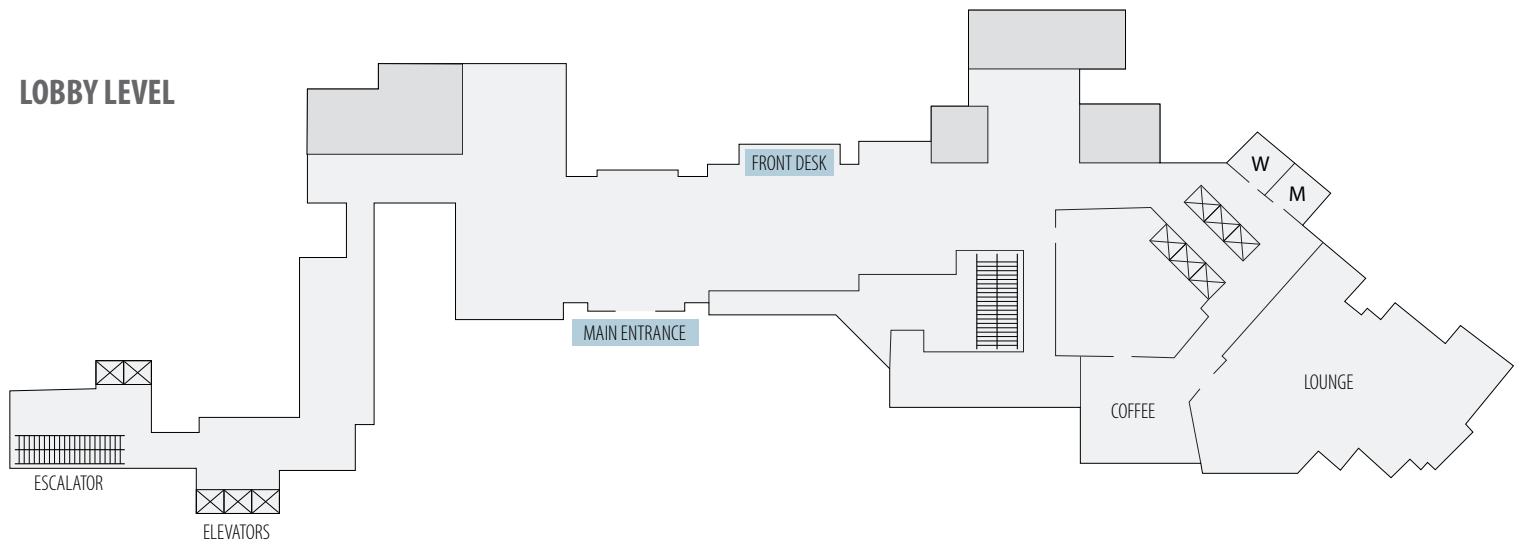 LOBBY LEVEL
FRONT DESK
W
M
MAIN ENTRANCE
LOUNGE
COFFEE
ESCALATOR
ELEVATORS